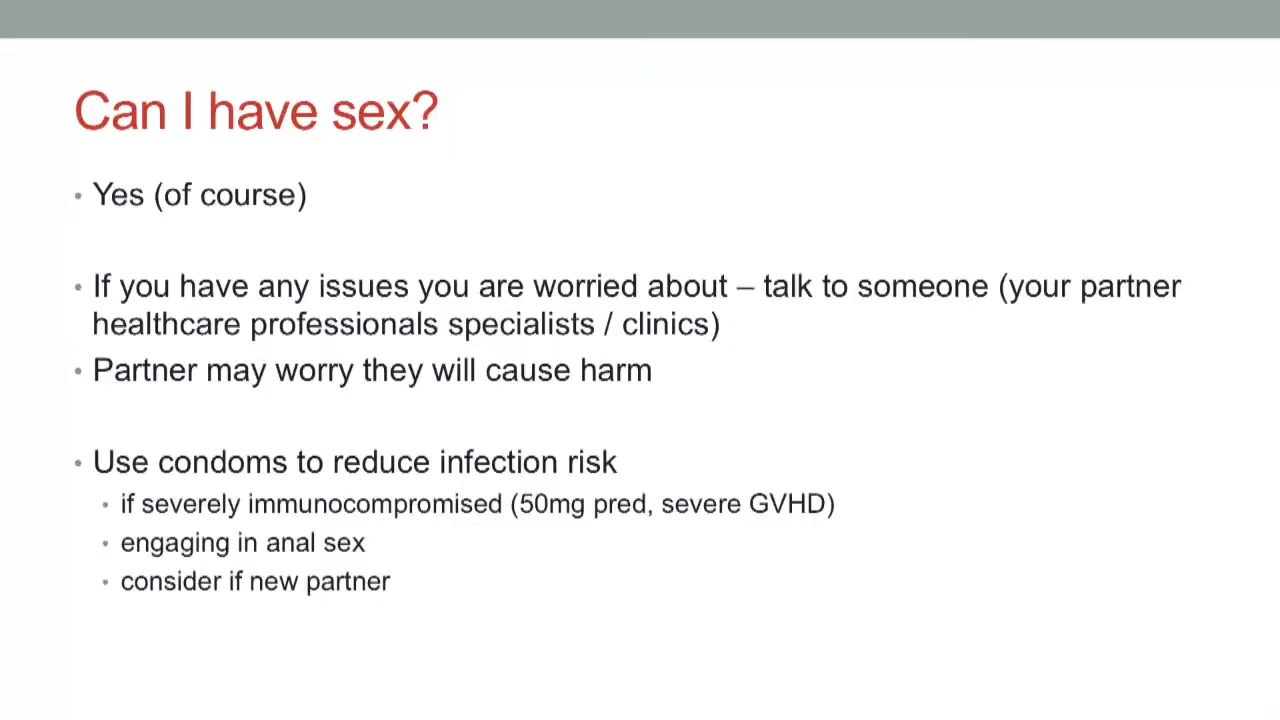 Can I have sex?
• Yes (of course)
• If you have any issues you are worried about – talk to someone (your partner
healthcare professionals specialists / clinics)
• Partner may worry they will cause harm
• Use condoms to reduce infection risk
• if severely immunocompromised (50mg pred, severe GVHD)
• engaging in anal sex
• consider if new partner